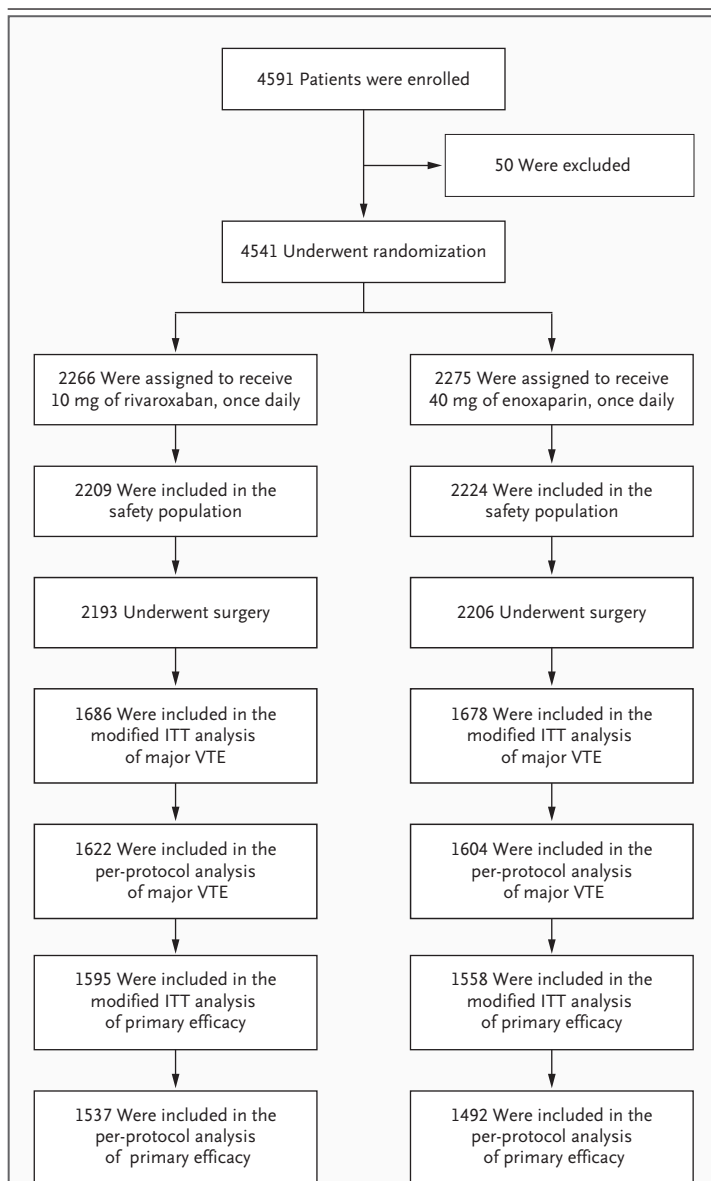 4591 Patients were enrolled
50 Were excluded
4541 Underwent randomization
2266 Were assigned to receive
10 mg of rivaroxaban, once daily
2275 Were assigned to receive
40 mg of enoxaparin, once daily
2209 Were included in the
safety population
2224 Were included in the
safety population
2193 Underwent surgery
2206 Underwent surgery
1686 Were included in the
modified ITT analysis
of major VTE
1678 Were included in the
modified ITT analysis
of major VTE
1622 Were included in the
per-protocol analysis
of major VTE
1604 Were included in the
per-protocol analysis
of major VTE
1595 Were included in the
modified ITT analysis
of primary efficacy
1558 Were included in the
modified ITT analysis
of primary efficacy
1537 Were included in the
per-protocol analysis
of primary efficacy
1492 Were included in the
per-protocol analysis
of primary efficacy